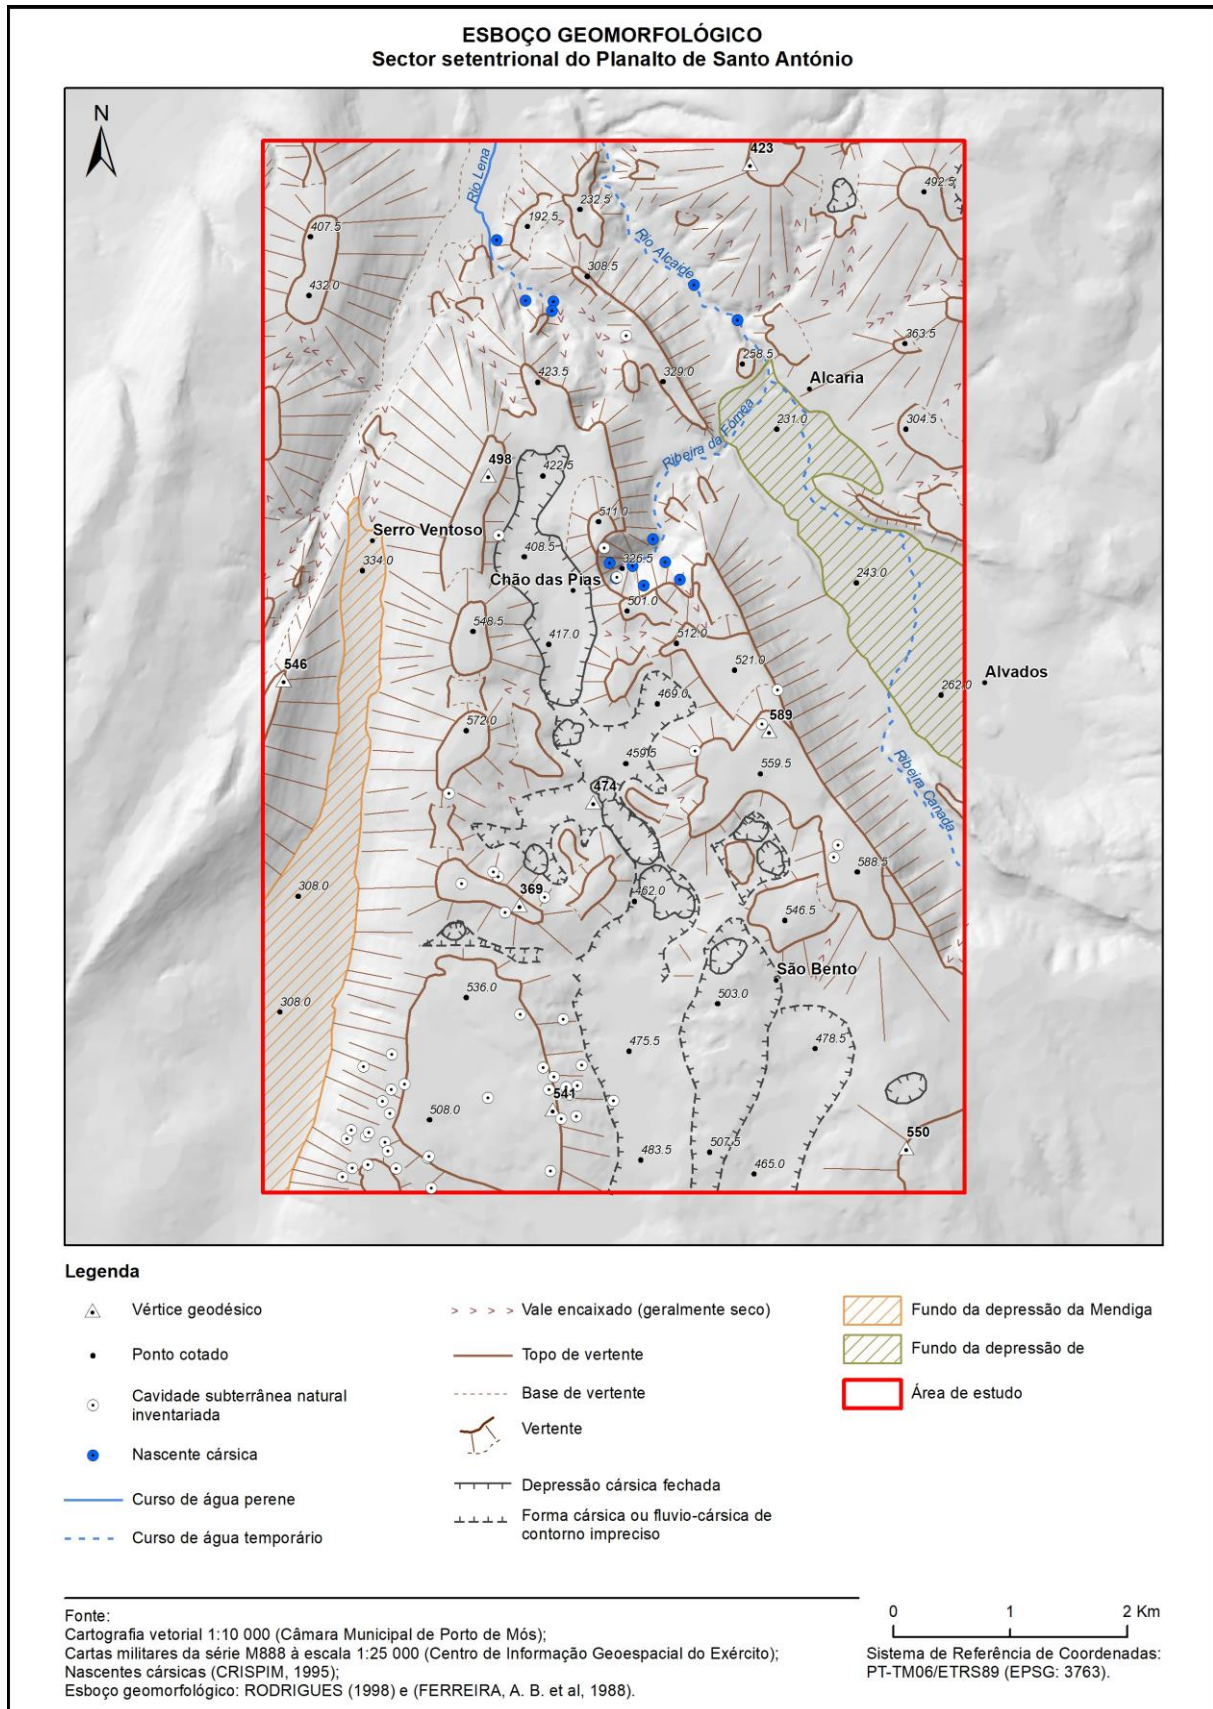 ESBOÇO GEOMORFOLÓGICO
Sector setentrional do Planalto de Santo António
N
423
Rio Lena
492.5
232.5
192.5
407.5
Rio Alcaide
308.5
432.0
363.5
258.5
423.5
329.0
Alcaria
231.0
304.5
Ribeira da Fórnea
498
422.5
511.0
Serro Ventoso
408.5
334.0
326.5
Chão das Pias
243.0
501.0
548.5
417.0
512.0
546
521.0
Alvados
262.0
469.0
572.0
589
459.5
559.5
Ribeira Canada
474
588.5
308.0
369
462.0
546.5
São Bento
536.0
308.0
503.0
475.5
478.5
541
508.0
550
483.5
507.5
465.0
Legenda
Vértice geodésico
Ponto cotado
Cavidade subterrânea natural
inventariada
Nascente cársica
Curso de água perene
Curso de água temporário
Vale encaixado (geralmente seco)
Topo de vertente
Base de vertente
Vertente
Depressão cársica fechada
Forma cársica ou fluvio-cársica de
contorno impreciso
Fundo da depressão da Mendiga
Fundo da depressão de
Área de estudo
Fonte:
Cartografia vetorial 1:10 000 (Câmara Municipal de Porto de Mós);
Cartas militares da série M888 à escala 1:25 000 (Centro de Informação Geoespacial do Exército);
Nascentes cársicas (CRISPIM, 1995);
Esboço geomorfológico: RODRIGUES (1998) e (FERREIRA, A. B. et al, 1988).
0 1 2 Km
Sistema de Referência de Coordenadas:
PT-TM06/ETRS89 (EPSG: 3763).